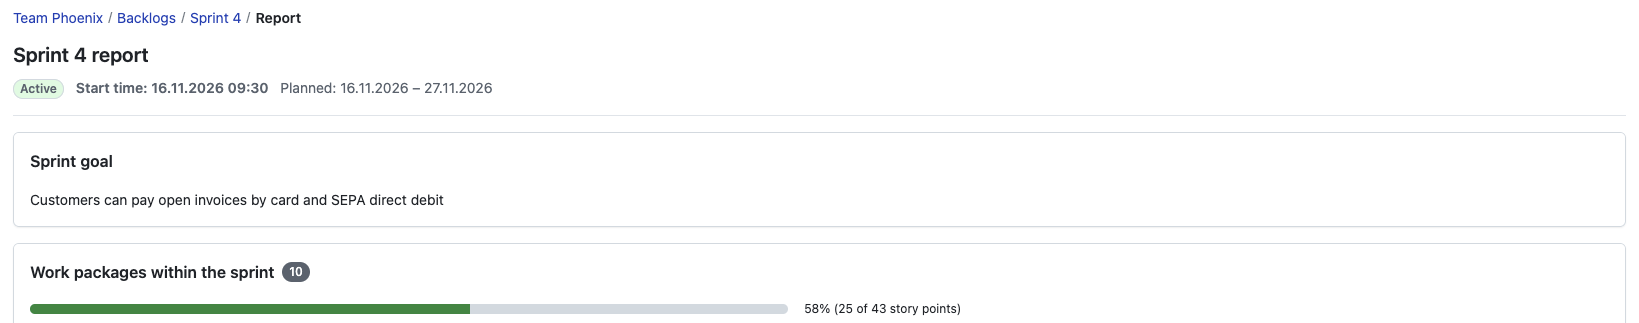 Team Phoenix / Backlogs / Sprint 4 / Report
Sprint 4 report
Active Start time: 16.11.2026 09:30 Planned: 16.11.2026 – 27.11.2026
Sprint goal
Customers can pay open invoices by card and SEPA direct debit
Work packages within the sprint 10
58% (25 of 43 story points)